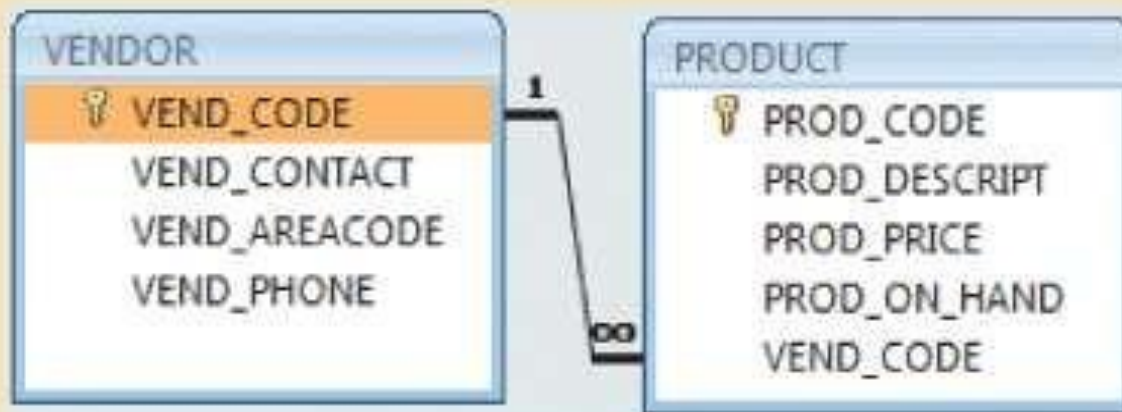 VENDOR
VEND_CODE
VEND_CONTACT
VEND_AREACODE
VEND_PHONE
1
∞
PRODUCT
PROD_CODE
PROD_DESCRIPT
PROD_PRICE
PROD_ON_HAND
VEND_CODE